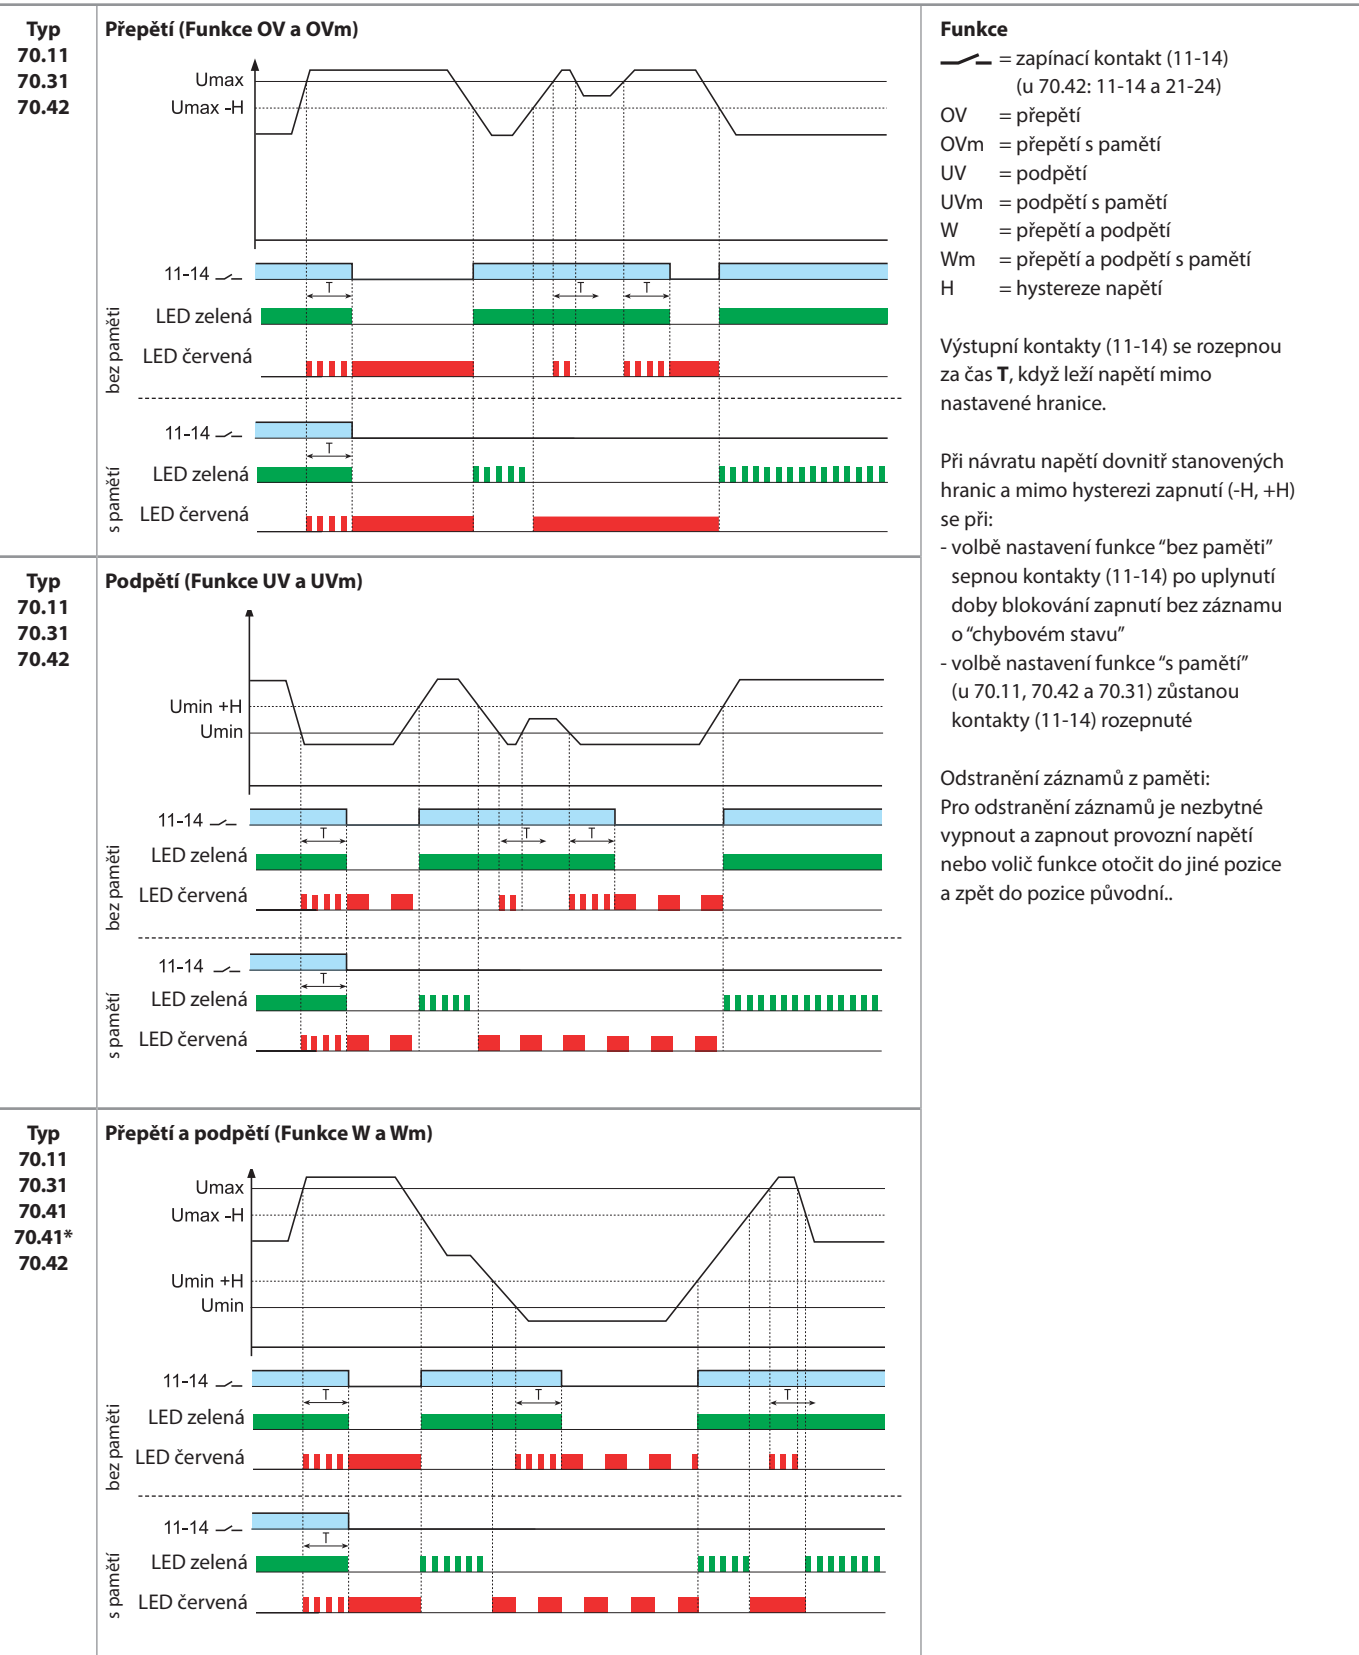 Typ
70.11
70.31
70.42
Přepětí (Funkce OV a OVm)
Umax
Umax -H
11-14
T
T
T
LED zelená
LED červená
bez paměti
11-14
T
LED zelená
LED červená
s pamětí
Typ
70.11
70.31
70.42
Podpětí (Funkce UV a UVm)
Umin +H
Umin
11-14
T
T
T
LED zelená
LED červená
bez paměti
11-14
T
LED zelená
LED červená
s pamětí
Typ
70.11
70.31
70.41
70.41*
70.42
Přepětí a podpětí (Funkce W a Wm)
Umax
Umax -H
Umin +H
Umin
11-14
T
T
T
LED zelená
LED červená
bez paměti
11-14
T
LED zelená
LED červená
s pamětí
Funkce
= zapínací kontakt (11-14)
(u 70.42: 11-14 a 21-24)
OV = přepětí
OVm = přepětí s pamětí
UV = podpětí
UVm = podpětí s pamětí
W = přepětí a podpětí
Wm = přepětí a podpětí s pamětí
H = hystereze napětí
Výstupní kontakty (11-14) se rozepnou
za čas T, když leží napětí mimo
nastavené hranice.
Při návratu napětí dovnitř stanovených
hranic a mimo hysterezi zapnutí (-H, +H)
se při:
- volbě nastavení funkce “bez paměti”
sepnou kontakty (11-14) po uplynutí
doby blokování zapnutí bez záznamu
o “chybovém stavu”
- volbě nastavení funkce “s pamětí”
(u 70.11, 70.42 a 70.31) zůstanou
kontakty (11-14) rozepnuté
Odstranění záznamů z paměti:
Pro odstranění záznamů je nezbytné
vypnout a zapnout provozní napětí
nebo volič funkce otočit do jiné pozice
a zpět do pozice původní..